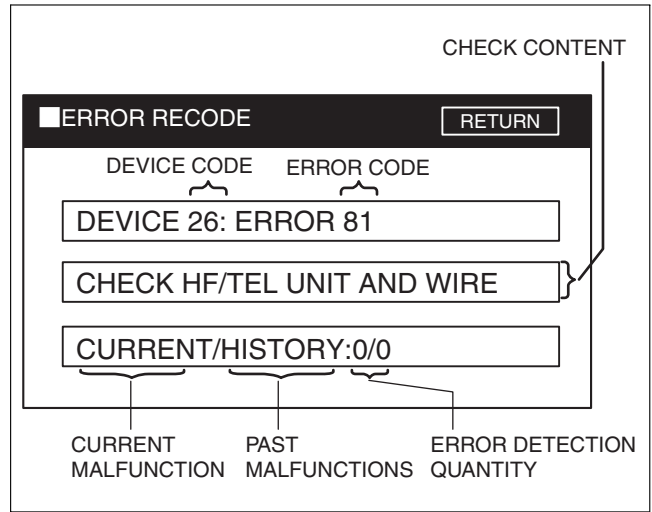 CHECK CONTENT
ERROR RECODE RETURN
DEVICE CODE ERROR CODE
DEVICE 26: ERROR 81
CHECK HF/TEL UNIT AND WIRE
CURRENT/HISTORY:0/0
CURRENT PAST ERROR DETECTION
MALFUNCTION MALFUNCTIONS QUANTITY